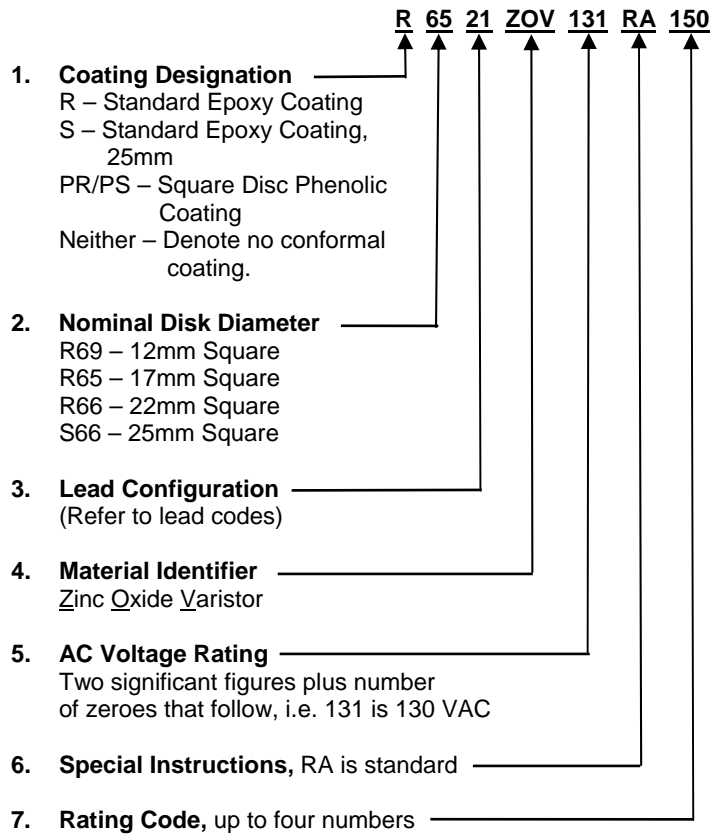 R 65 21 ZOV 131 RA 150
1. Coating Designation
R – Standard Epoxy Coating
S – Standard Epoxy Coating,
25mm
PR/PS – Square Disc Phenolic
Coating
Neither – Denote no conformal
coating.
2. Nominal Disk Diameter
R69 – 12mm Square
R65 – 17mm Square
R66 – 22mm Square
S66 – 25mm Square
3. Lead Configuration
(Refer to lead codes)
4. Material Identifier
Zinc Oxide Varistor
5. AC Voltage Rating
Two significant figures plus number
of zeroes that follow, i.e. 131 is 130 VAC
6. Special Instructions, RA is standard
7. Rating Code, up to four numbers